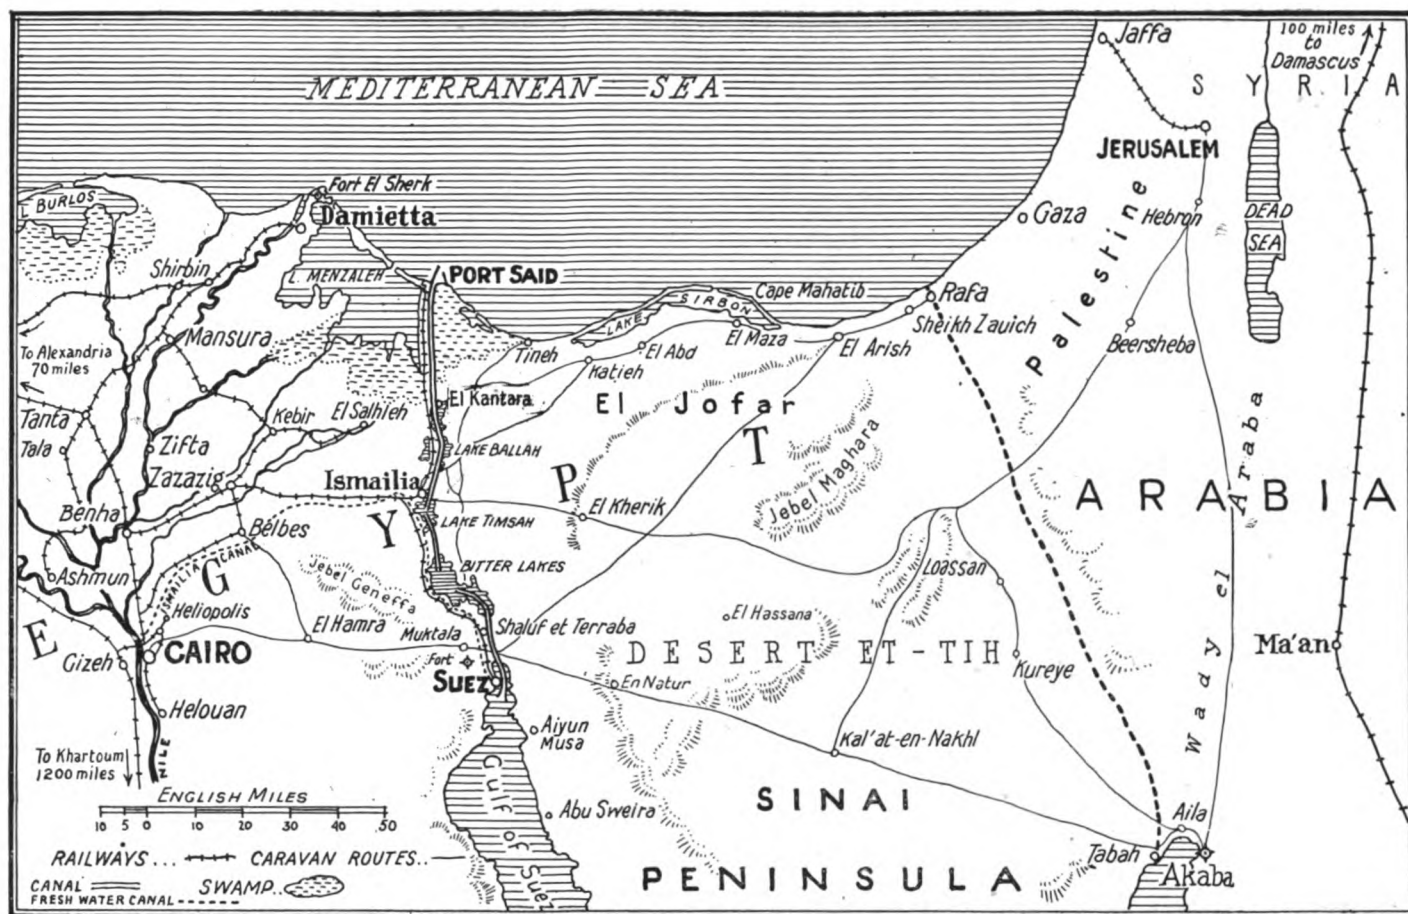 100 miles
to
Damascus
Jaffa
SYRIA
MEDITERRANEAN SEA
JERUSALEM
Fort El Sherk
L BURLOS
Damietta
Palestine
Gaza
Hebron
DEAD
SEA
Shirbin
MENZALEH
PORT SAID
Cape Mahatib
LAKE SIRBON
Rafa
Sheikh Zauich
Mansura
To Alexandria
70 miles
Tineh
Katieh
El Abd
El Maza
El Arish
Beersheba
Tanta
Kebir
El Salhieh
El Kantara
El Jofar
Tala
Zifta
LAKE BALLAH
Jebel Maghara
Zazazig
Ismailia
EGYPT
El Kherik
ARABIA
Benha
Belbes
LAKE TIMSAH
Wady el Araba
Ashmun
ISMAILIA CANAL
Jebel Geneffa
BITTER LAKES
Loassan
Heliopolis
El Hamra
Muktala
Shaluf et Terraba
El Hassana
DESERT ET-TIH
Gizeh
CAIRO
Fort
SUEZ
En Natur
Kureye
Ma'an
Helouan
Aiyun
Musa
Kal'at-en-Nakhl
To Khartoum
1200 miles
NILE
Gulf of Suez
Abu Sweira
SINAI
PENINSULA
Aila
Tabah
Akaba
ENGLISH MILES
10 5 0 10 20 30 40 50
RAILWAYS... CARAVAN ROUTES..
CANAL SWAMP..
FRESH WATER CANAL